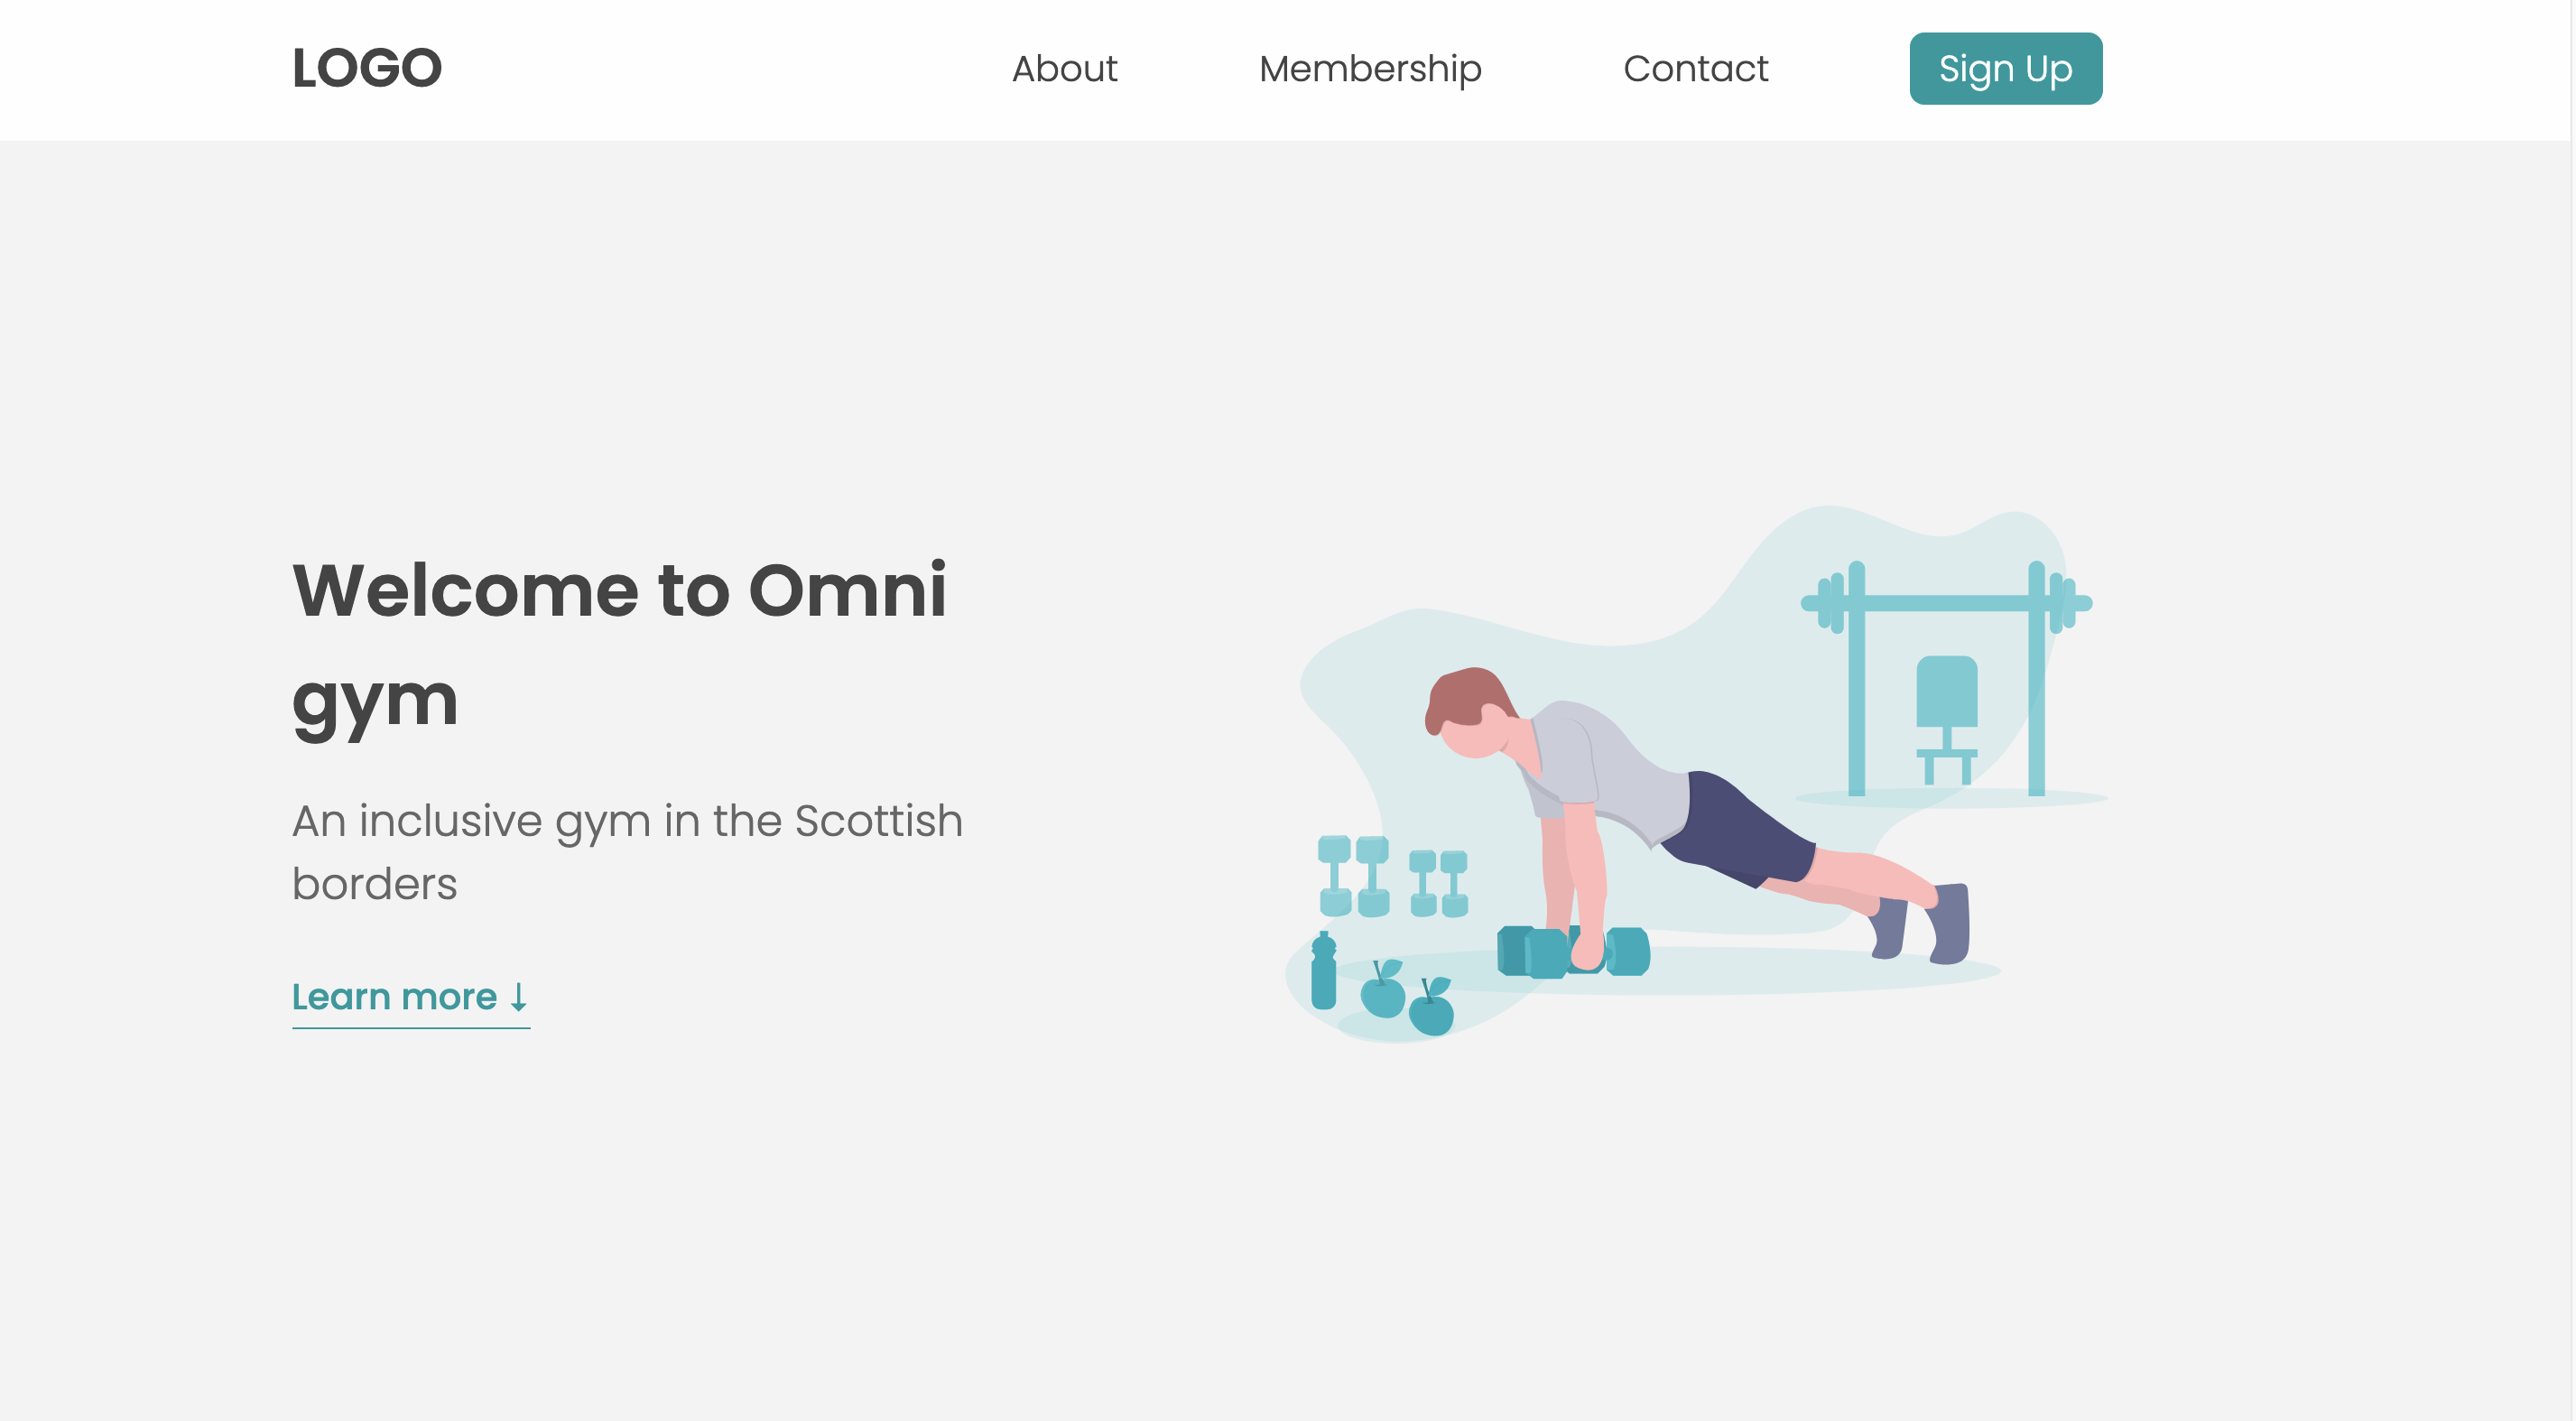 LOGO
About
Membership
Contact
Sign Up
Welcome to Omni
gym
An inclusive gym in the Scottish
borders
Learn more ↓